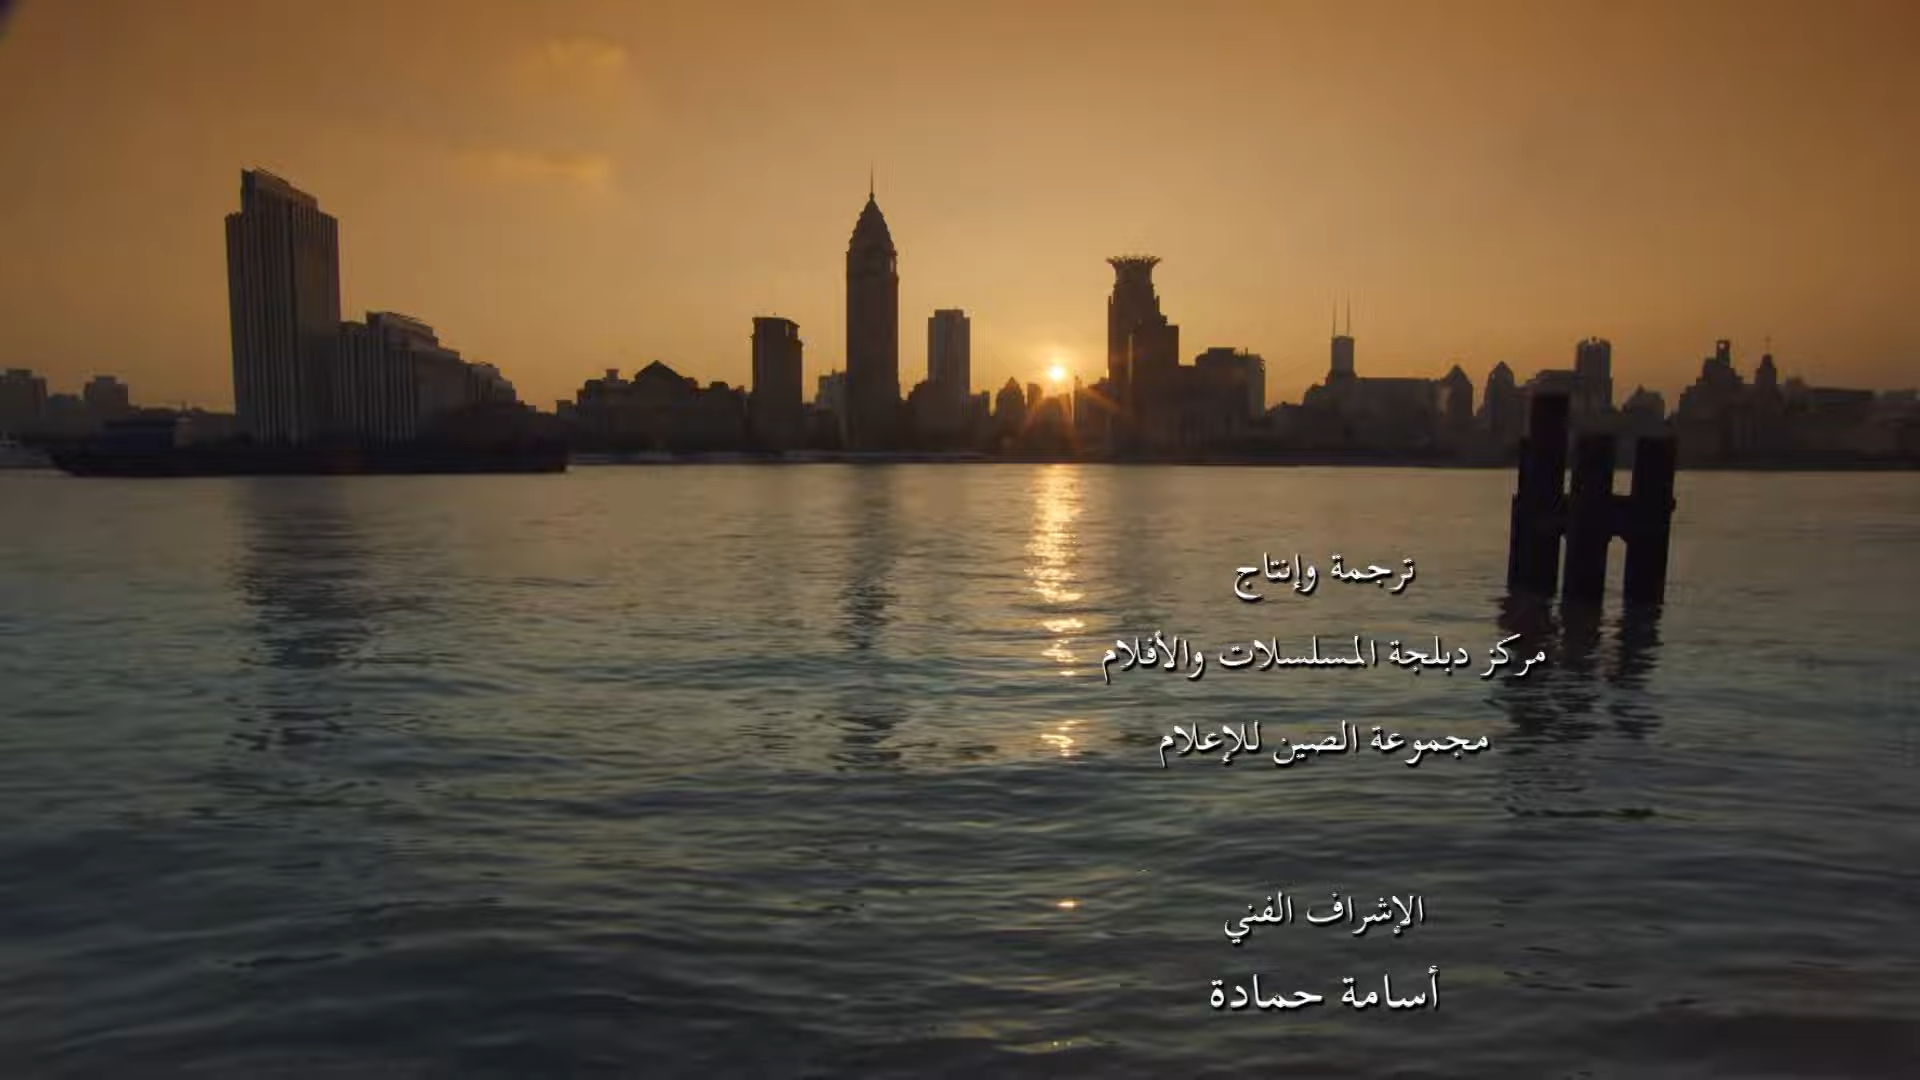 ترجمة وإنتاج
مركز دبلجة المسلسلات والأفلام
مجموعة الصين للإعلام
الإشراف الفني
أسامة حمادة